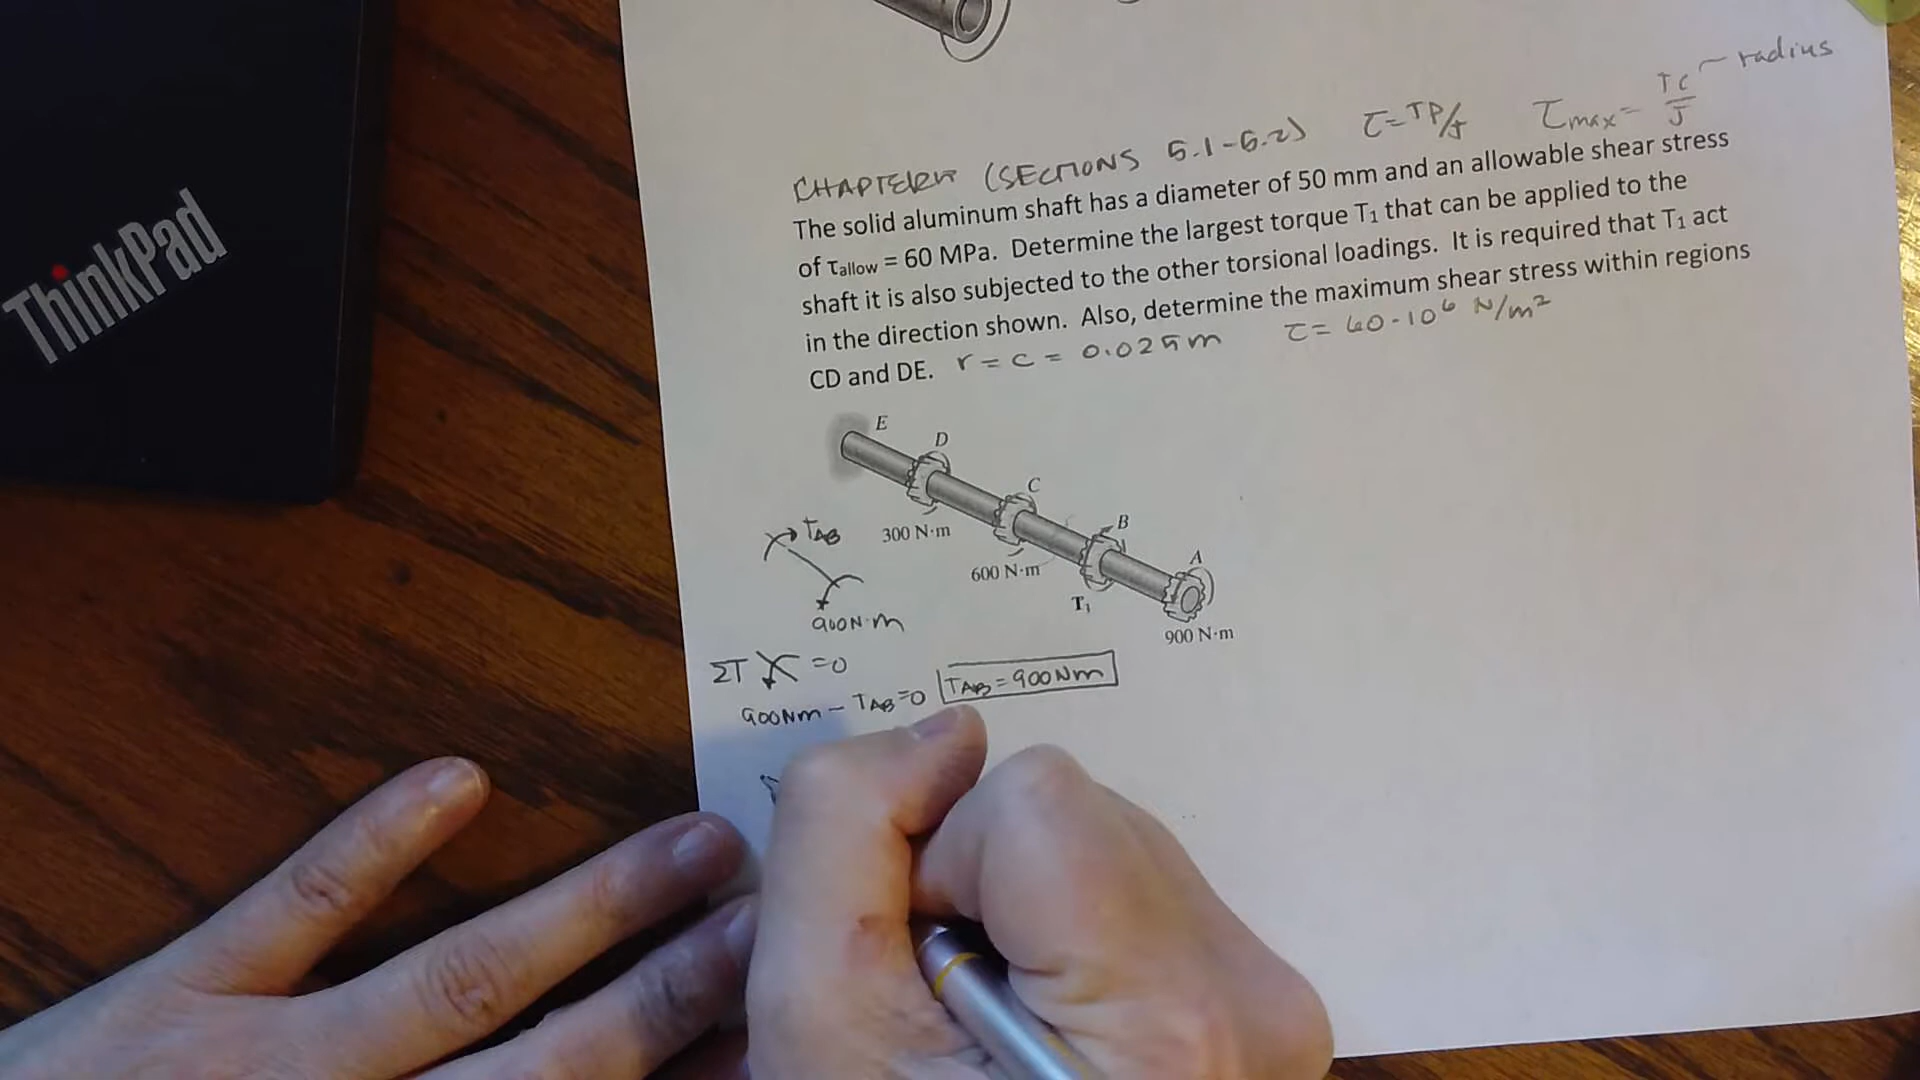 ThinkPad
radius
τ=Tρ/J
τmax = Tc/J
(SECTIONS 5.1-5.2)
The solid aluminum shaft has a diameter of 50 mm and an allowable shear stress
of τallow = 60 MPa. Determine the largest torque T1 that can be applied to the
shaft it is also subjected to the other torsional loadings. It is required that T1 act
in the direction shown. Also, determine the maximum shear stress within regions
CD and DE.
r = c = 0.025m
τ = 60·10⁶ N/m²
E
D
C
B
A
300 N·m
600 N·m
T1
900 N·m
TAB
900N·m
ΣT =0
900Nm - TAB=0
TAB=900Nm